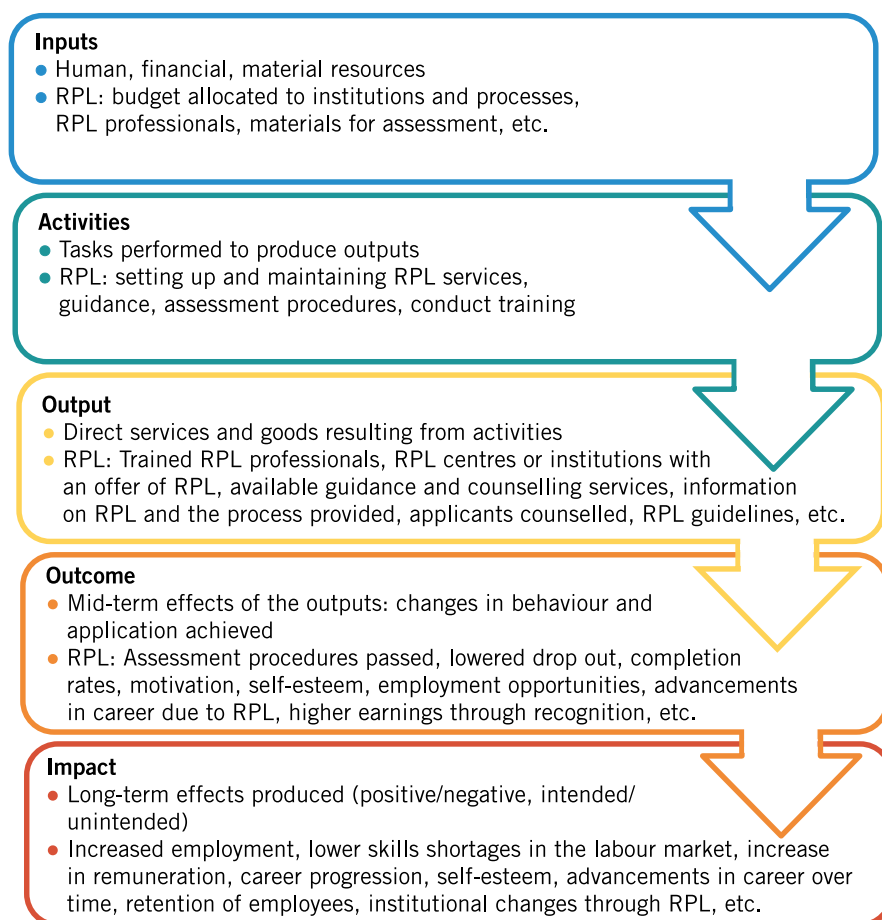 Inputs
● Human, financial, material resources
● RPL: budget allocated to institutions and processes,
RPL professionals, materials for assessment, etc.
Activities
● Tasks performed to produce outputs
● RPL: setting up and maintaining RPL services,
guidance, assessment procedures, conduct training
Output
● Direct services and goods resulting from activities
● RPL: Trained RPL professionals, RPL centres or institutions with
an offer of RPL, available guidance and counselling services, information
on RPL and the process provided, applicants counselled, RPL guidelines, etc.
Outcome
● Mid-term effects of the outputs: changes in behaviour and
application achieved
● RPL: Assessment procedures passed, lowered drop out, completion
rates, motivation, self-esteem, employment opportunities, advancements
in career due to RPL, higher earnings through recognition, etc.
Impact
● Long-term effects produced (positive/negative, intended/
unintended)
● Increased employment, lower skills shortages in the labour market, increase
in remuneration, career progression, self-esteem, advancements in career over
time, retention of employees, institutional changes through RPL, etc.